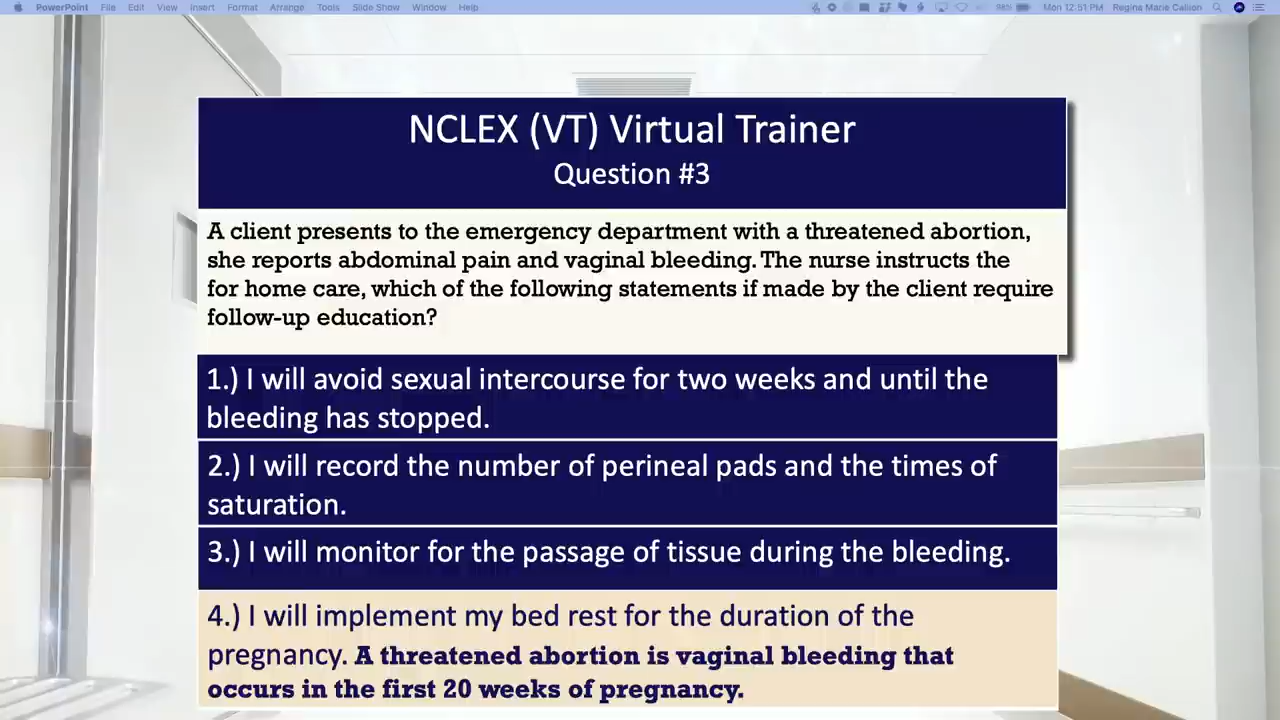 PowerPoint File Edit View Insert Format Arrange Tools Slide Show Window Help 98% Mon 12:51 PM Regina Marie Callion
NCLEX (VT) Virtual Trainer
Question #3
A client presents to the emergency department with a threatened abortion,
she reports abdominal pain and vaginal bleeding. The nurse instructs the
for home care, which of the following statements if made by the client require
follow-up education?
1.) I will avoid sexual intercourse for two weeks and until the
bleeding has stopped.
2.) I will record the number of perineal pads and the times of
saturation.
3.) I will monitor for the passage of tissue during the bleeding.
4.) I will implement my bed rest for the duration of the
pregnancy. A threatened abortion is vaginal bleeding that
occurs in the first 20 weeks of pregnancy.